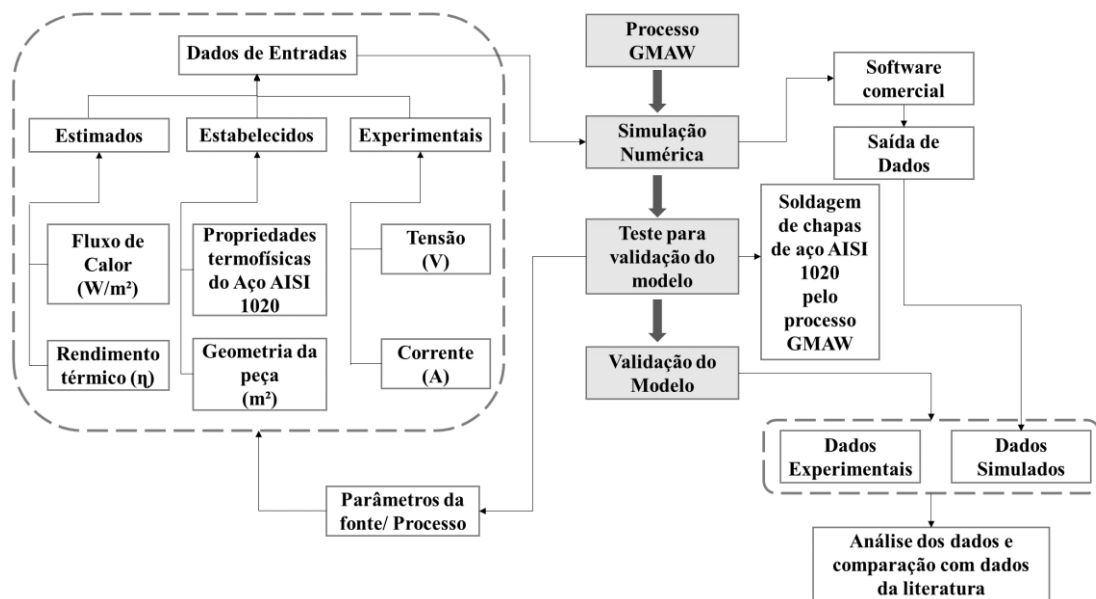 Dados de Entradas
Estimados
Estabelecidos
Experimentais
Fluxo de
Calor
(W/m²)
Propriedades
termofísicas
do Aço AISI
1020
Tensão
(V)
Rendimento
térmico (η)
Geometria da
peça
(m²)
Corrente
(A)
Parâmetros da
fonte/ Processo
Processo
GMAW
Simulação
Numérica
Teste para
validação do
modelo
Validação do
Modelo
Software
comercial
Saída de
Dados
Soldagem
de chapas
de aço AISI
1020
pelo
processo
GMAW
Dados
Experimentais
Dados
Simulados
Análise dos dados e
comparação com dados
da literatura